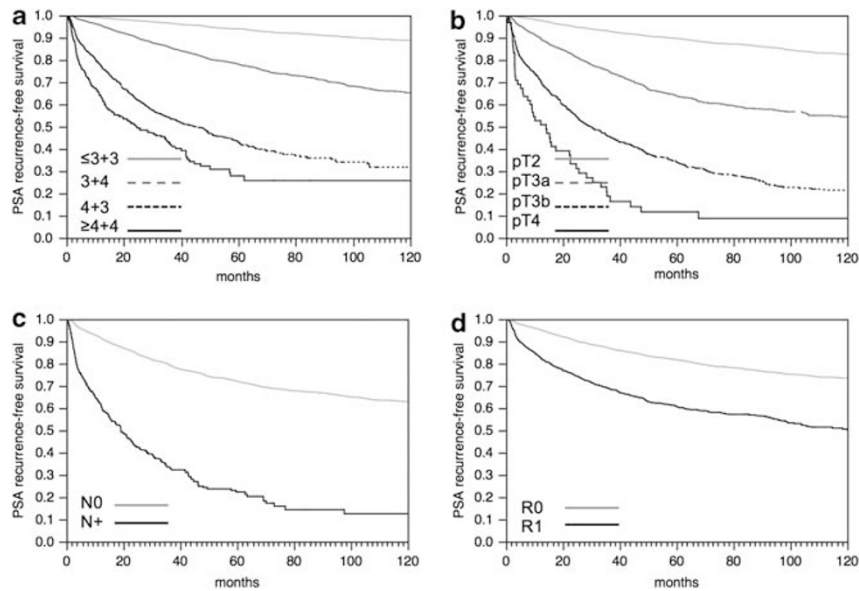 a
PSA recurrence-free survival
1.0
0.9
0.8
0.7
0.6
0.5
0.4
0.3
0.2
0.1
0.0
≤3+3
3+4
4+3
≥4+4
0 20 40 60 80 100 120
months
b
PSA recurrence-free survival
1.0
0.9
0.8
0.7
0.6
0.5
0.4
0.3
0.2
0.1
0.0
pT2
pT3a
pT3b
pT4
0 20 40 60 80 100 120
months
c
PSA recurrence-free survival
1.0
0.9
0.8
0.7
0.6
0.5
0.4
0.3
0.2
0.1
0.0
N0
N+
0 20 40 60 80 100 120
months
d
PSA recurrence-free survival
1.0
0.9
0.8
0.7
0.6
0.5
0.4
0.3
0.2
0.1
0.0
R0
R1
0 20 40 60 80 100 120
months